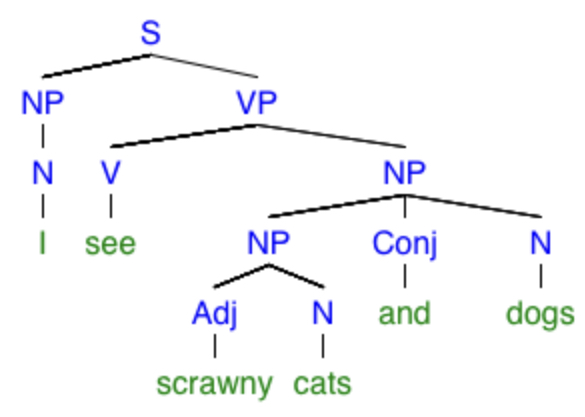 S
NP VP
N V NP
I see NP Conj N
Adj N and dogs
scrawny cats